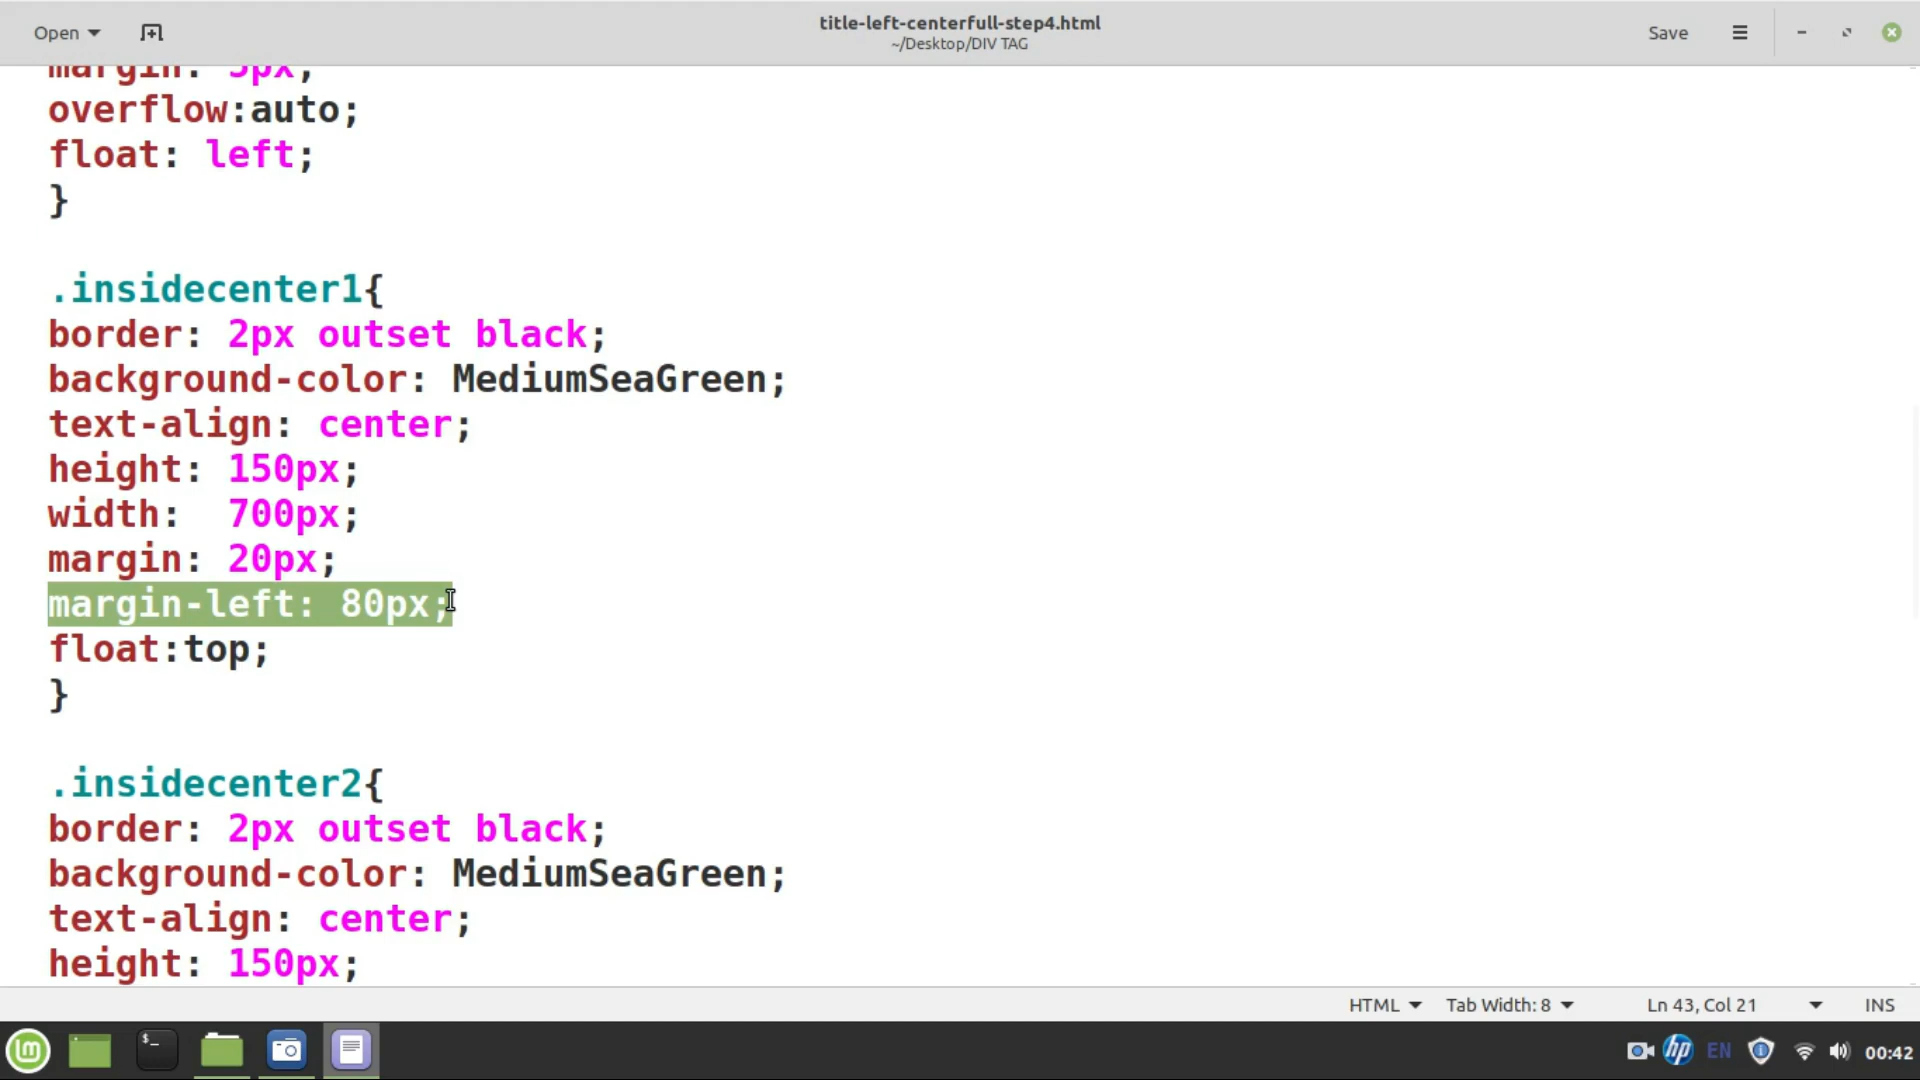 Open
title-left-centerfull-step4.html
~/Desktop/DIV TAG
Save
margin: 5px;
overflow:auto;
float: left;
}
.insidecenter1{
border: 2px outset black;
background-color: MediumSeaGreen;
text-align: center;
height: 150px;
width:  700px;
margin: 20px;
margin-left: 80px;
float:top;
}
.insidecenter2{
border: 2px outset black;
background-color: MediumSeaGreen;
text-align: center;
height: 150px;
HTML
Tab Width: 8
Ln 43, Col 21
INS
$_
hp
EN
00:42